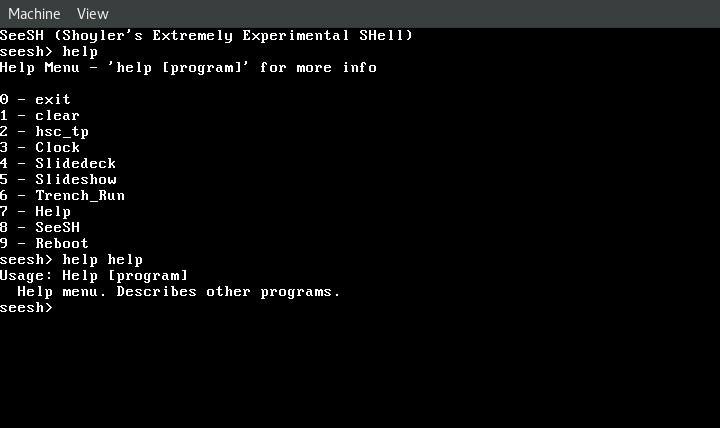 Machine View
SeeSH (Shoyler's Extremely Experimental SHell)
seesh> help
Help Menu - 'help [program]' for more info
0 - exit
1 - clear
2 - hsc_tp
3 - Clock
4 - Slidedeck
5 - Slideshow
6 - Trench_Run
7 - Help
8 - SeeSH
9 - Reboot
seesh> help help
Usage: Help [program]
  Help menu. Describes other programs.
seesh>